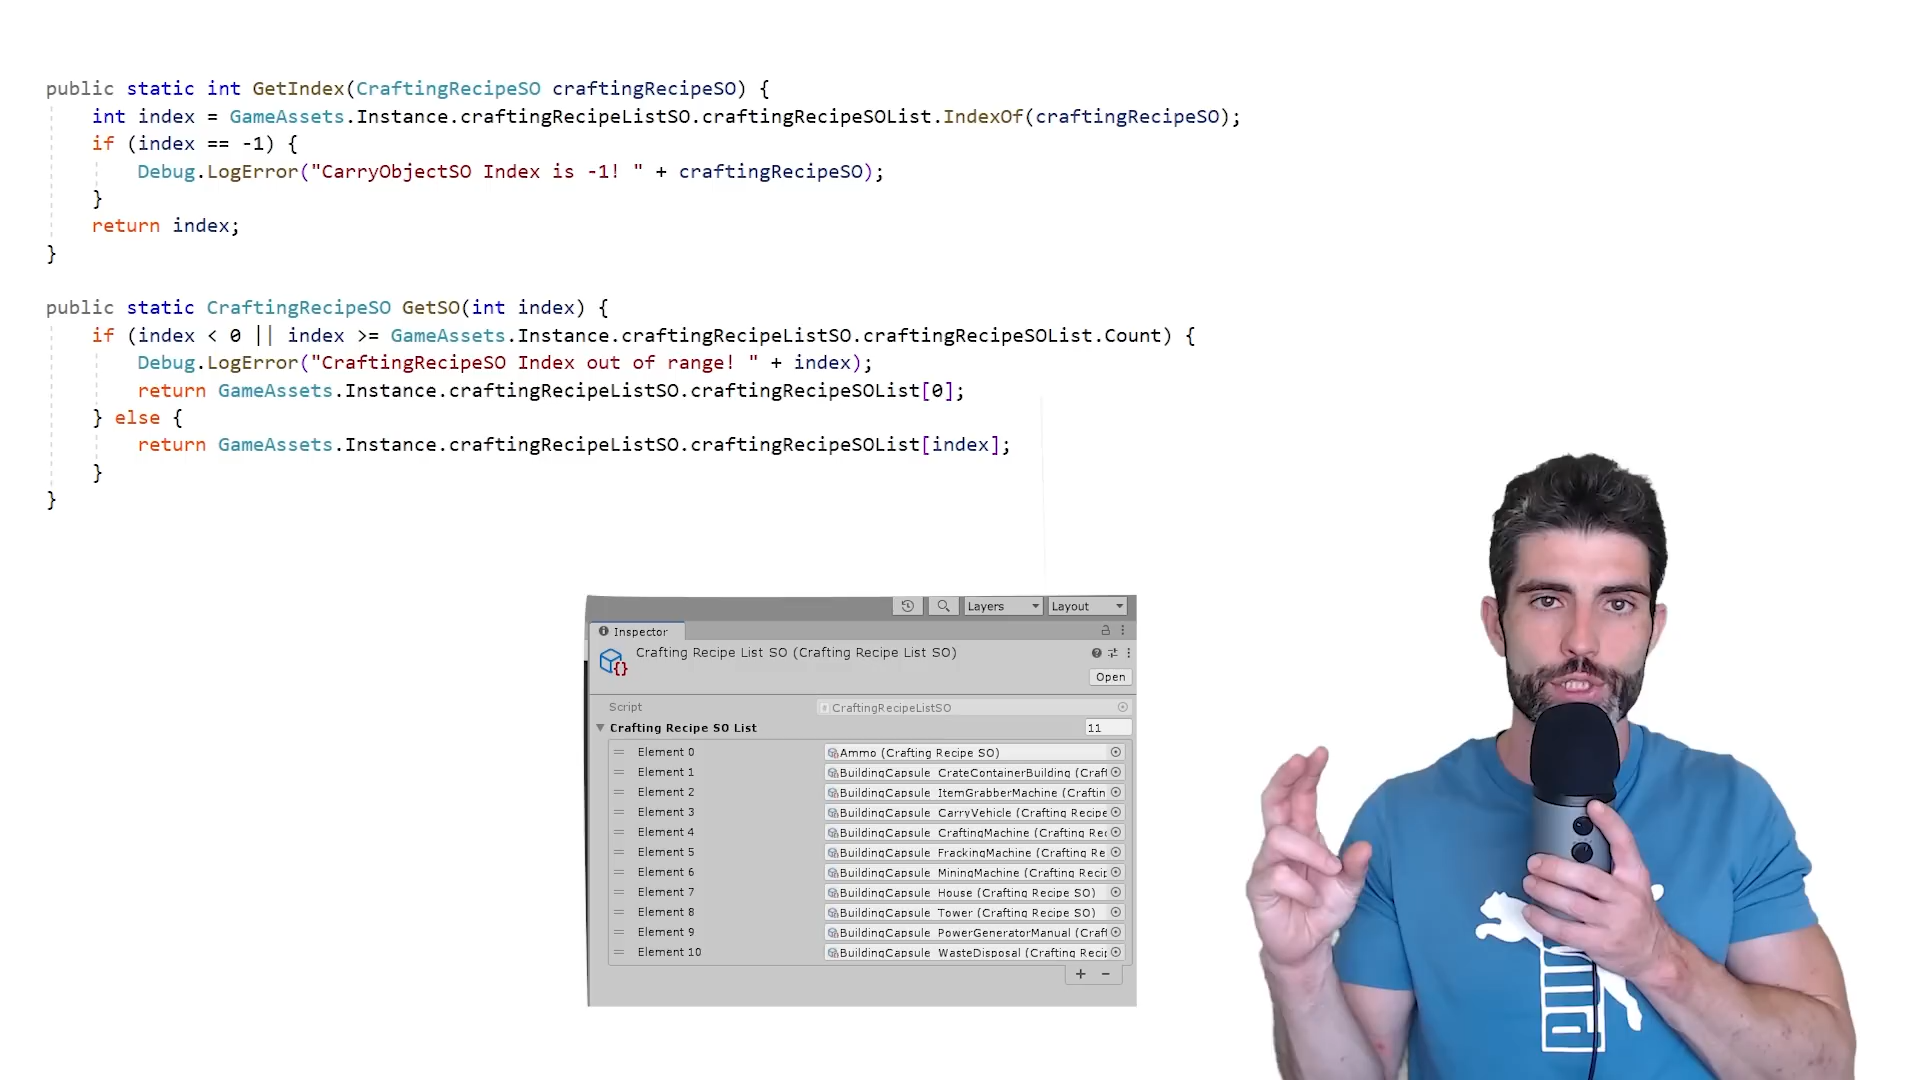 public static int GetIndex(CraftingRecipeSO craftingRecipeSO) {
int index = GameAssets.Instance.craftingRecipeListSO.craftingRecipeSOList.IndexOf(craftingRecipeSO);
if (index == -1) {
Debug.LogError("CarryObjectSO Index is -1! " + craftingRecipeSO);
}
return index;
}
public static CraftingRecipeSO GetSO(int index) {
if (index < 0 || index >= GameAssets.Instance.craftingRecipeListSO.craftingRecipeSOList.Count) {
Debug.LogError("CraftingRecipeSO Index out of range! " + index);
return GameAssets.Instance.craftingRecipeListSO.craftingRecipeSOList[0];
} else {
return GameAssets.Instance.craftingRecipeListSO.craftingRecipeSOList[index];
}
}
Layers Layout
Inspector
Crafting Recipe List SO (Crafting Recipe List SO)
Open
Script CraftingRecipeListSO
Crafting Recipe SO List 11
Element 0 Ammo (Crafting Recipe SO)
Element 1 BuildingCapsule_CrateContainerBuilding (Craft
Element 2 BuildingCapsule_ItemGrabberMachine (Craftin
Element 3 BuildingCapsule_CarryVehicle (Crafting Recipe
Element 4 BuildingCapsule_CraftingMachine (Crafting Rec
Element 5 BuildingCapsule_FrackingMachine (Crafting Re
Element 6 BuildingCapsule_MiningMachine (Crafting Recip
Element 7 BuildingCapsule_House (Crafting Recipe SO)
Element 8 BuildingCapsule_Tower (Crafting Recipe SO)
Element 9 BuildingCapsule_PowerGeneratorManual (Craft
Element 10 BuildingCapsule_WasteDisposal (Crafting Recip
+ −